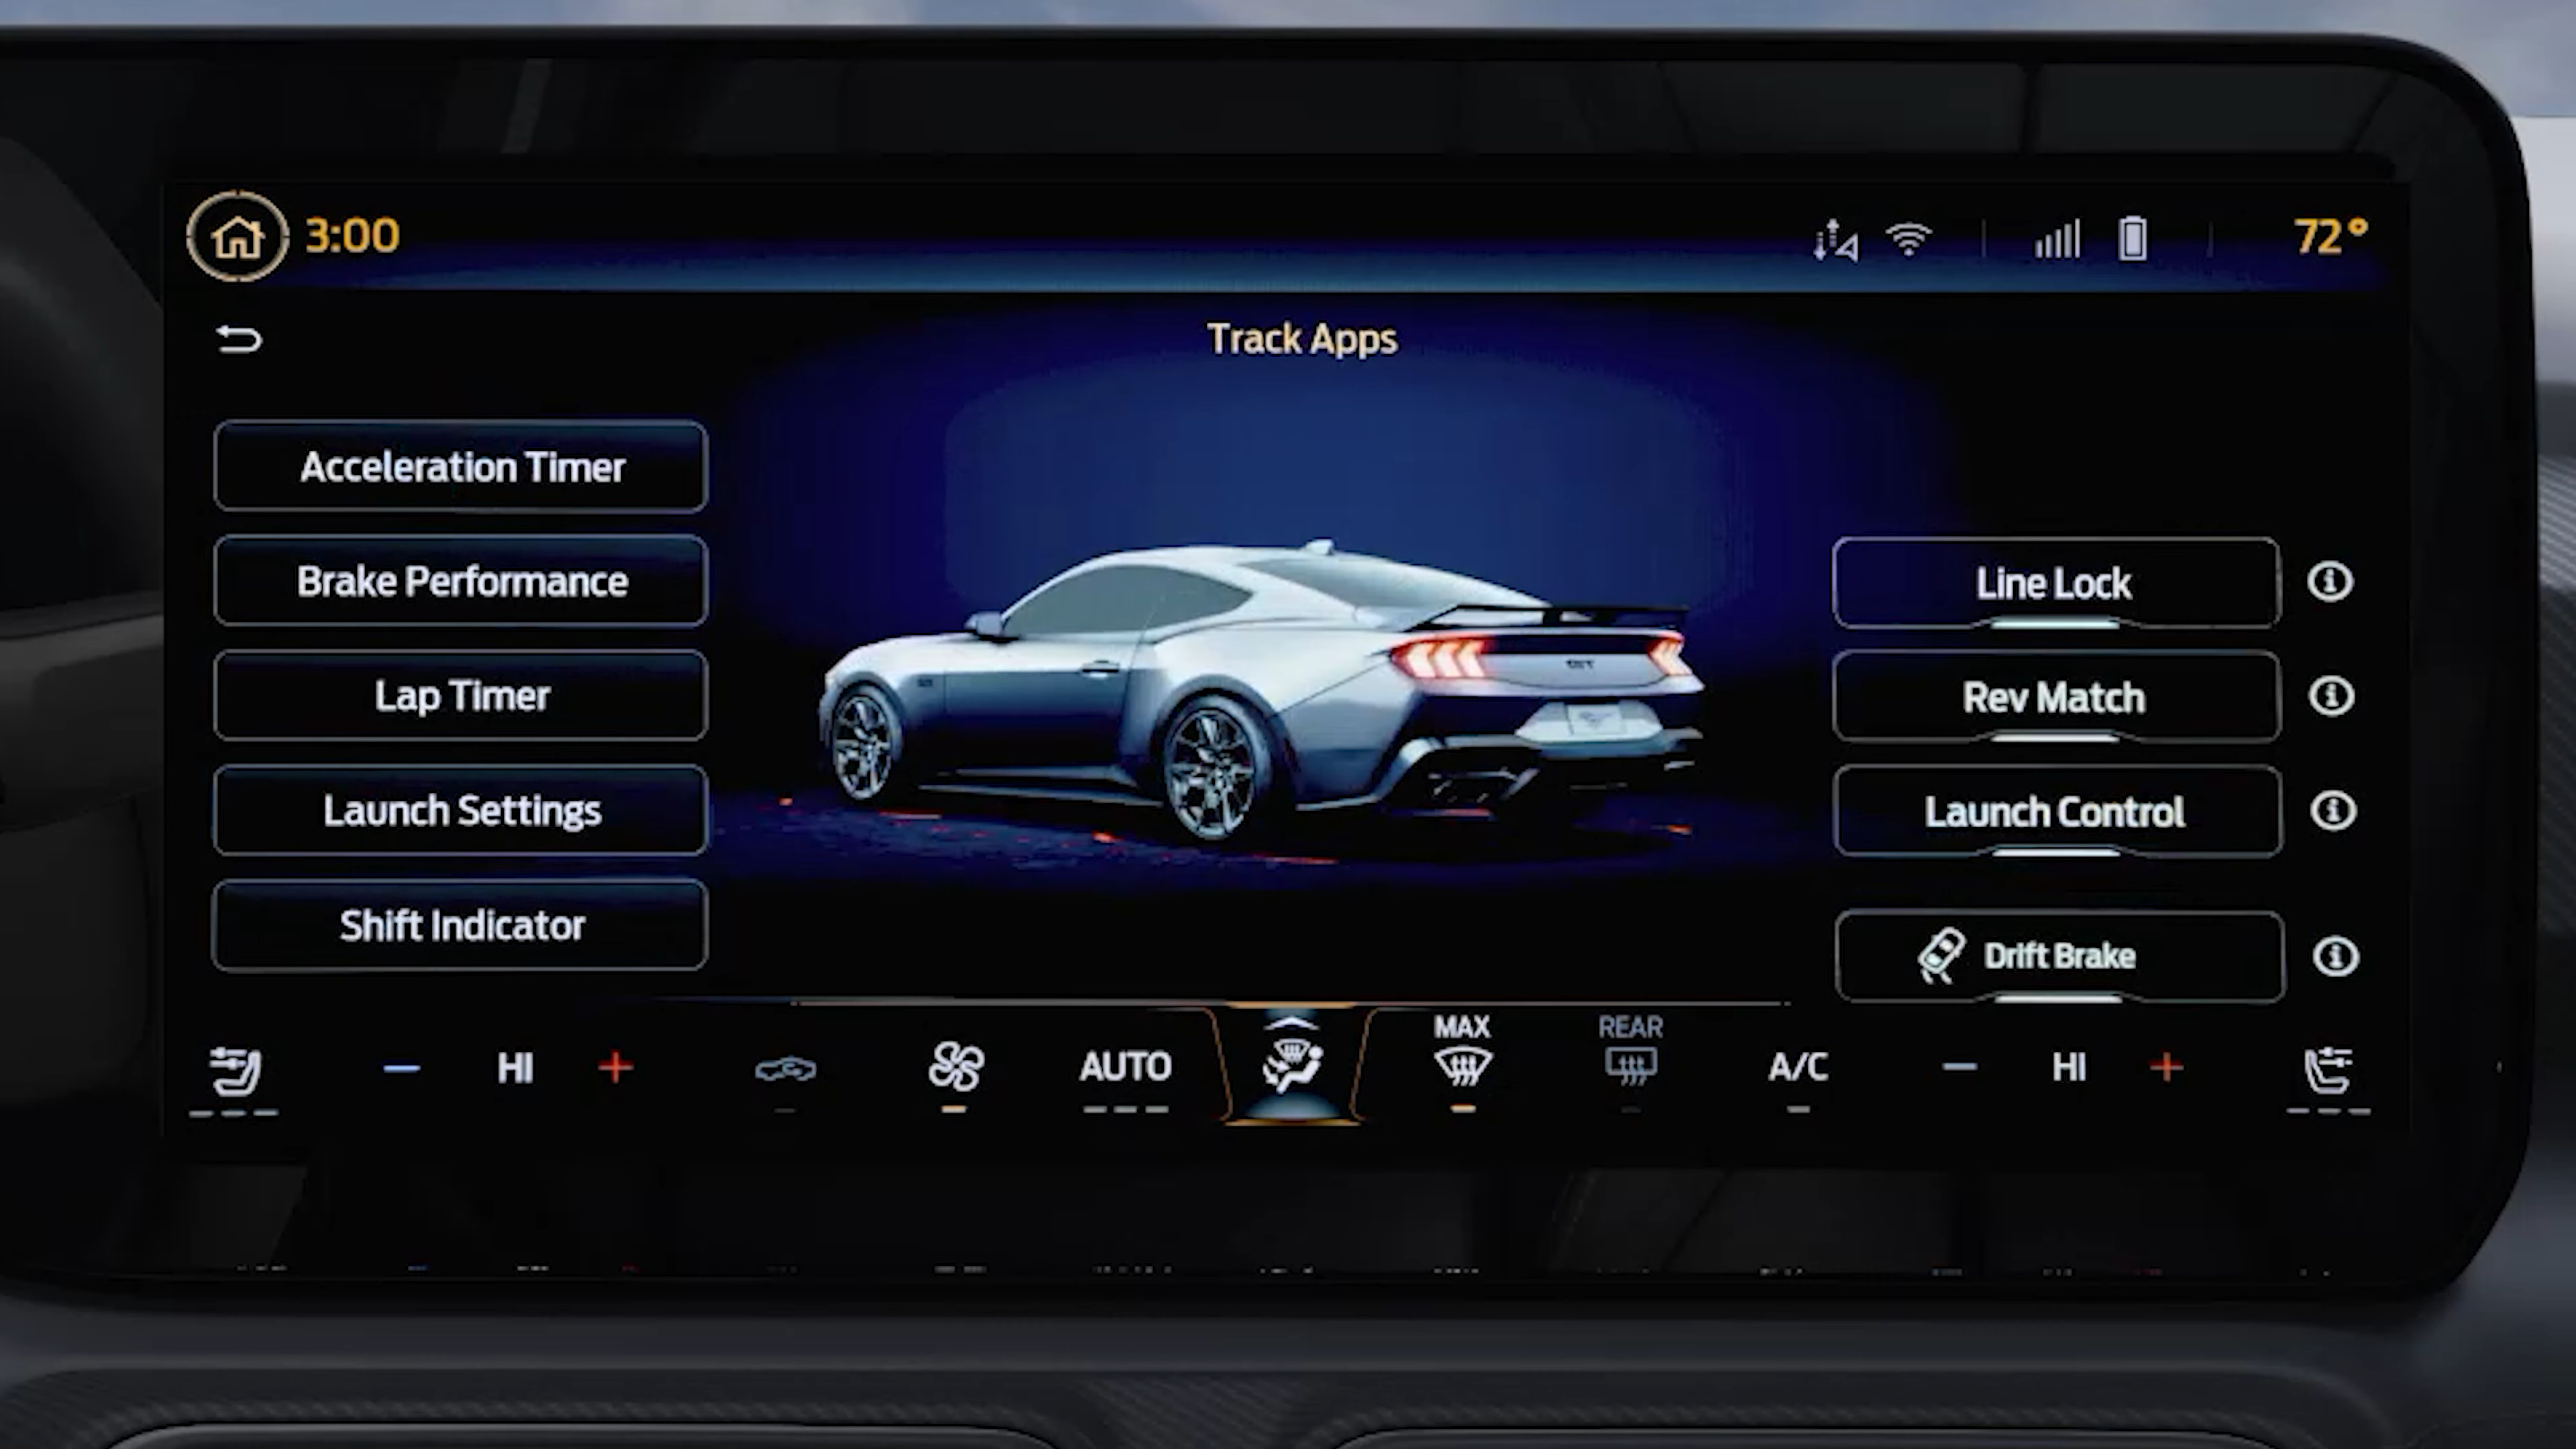 3:00
72°
Track Apps
Acceleration Timer
Brake Performance
Lap Timer
Launch Settings
Shift Indicator
Line Lock
Rev Match
Launch Control
Drift Brake
MAX
REAR
HI
AUTO
A/C
HI